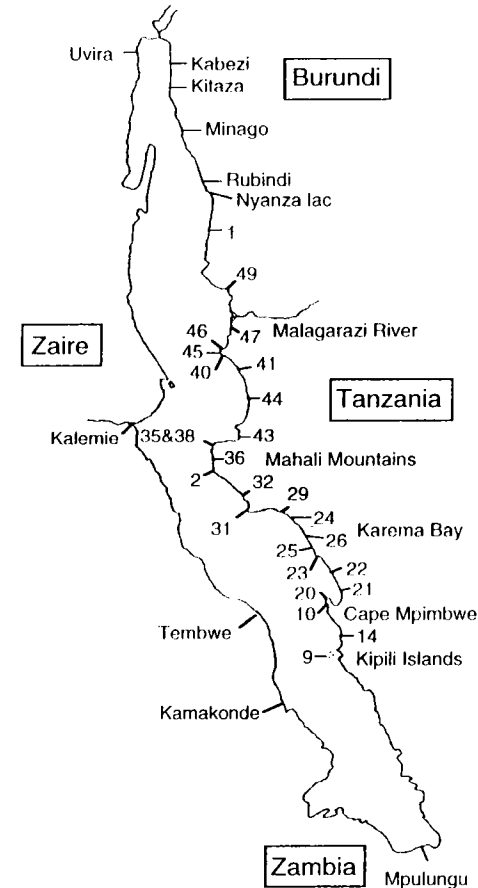 Uvira
Kabezi
Burundi
Kitaza
Minago
Rubindi
Nyanza lac
1
49
46
47
Malagarazi River
Zaire
45
40
41
44
Tanzania
Kalemie
35&38
43
36
Mahali Mountains
2
32
29
31
24
26
Karema Bay
25
23
22
20
21
10
Cape Mpimbwe
Tembwe
14
9
Kipili Islands
Kamakonde
Zambia
Mpulungu